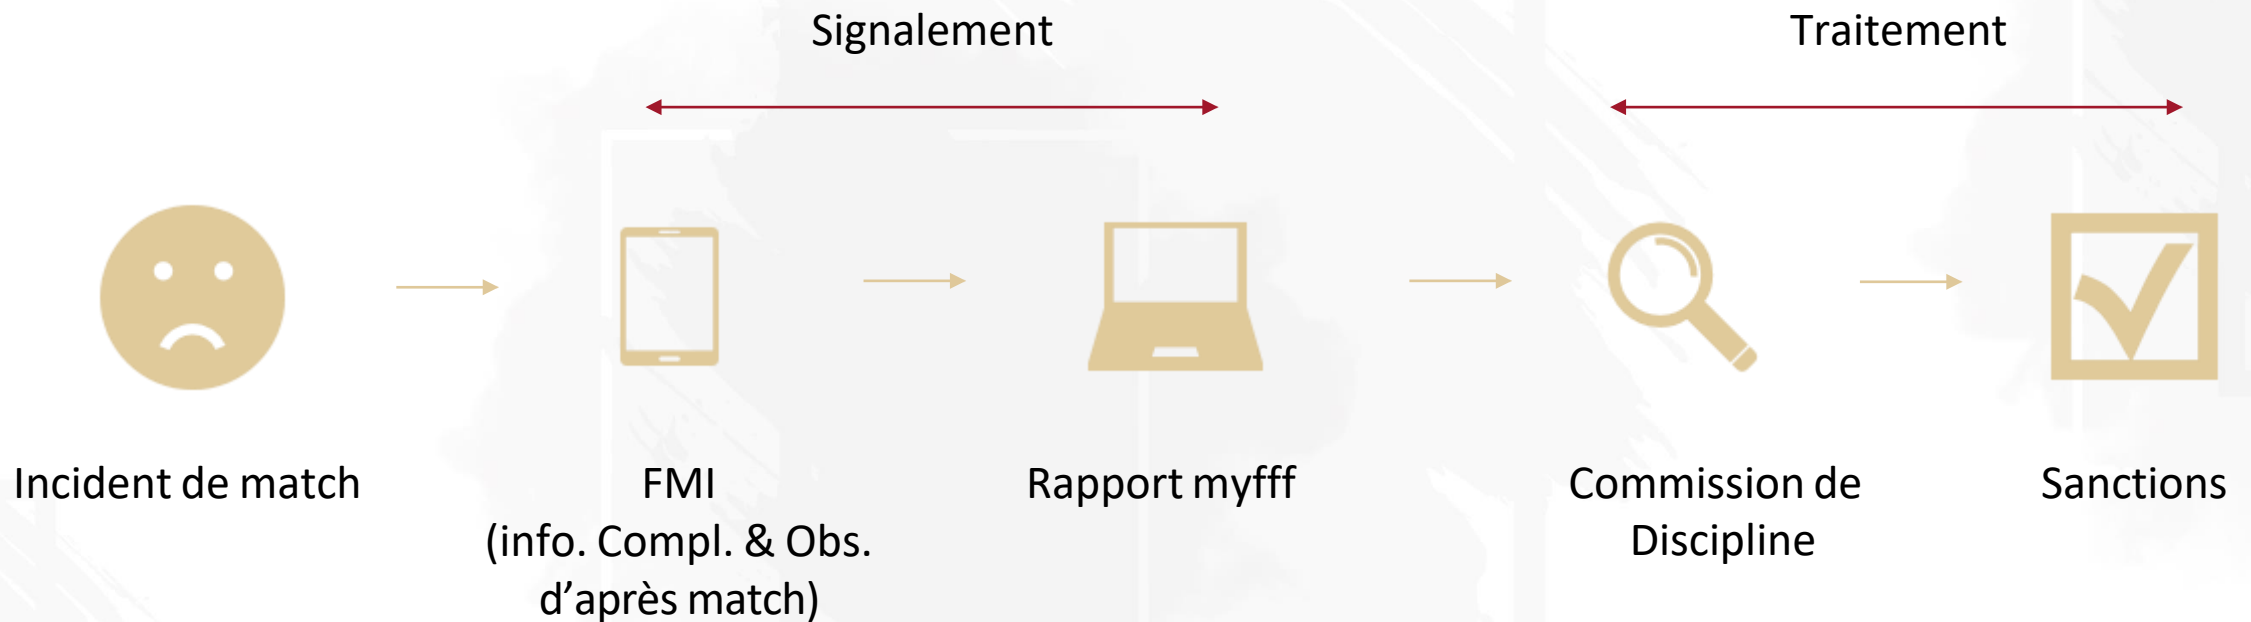 Signalement
Traitement
Incident de match
FMI
(info. Compl. & Obs.
d’après match)
Rapport myfff
Commission de
Discipline
Sanctions